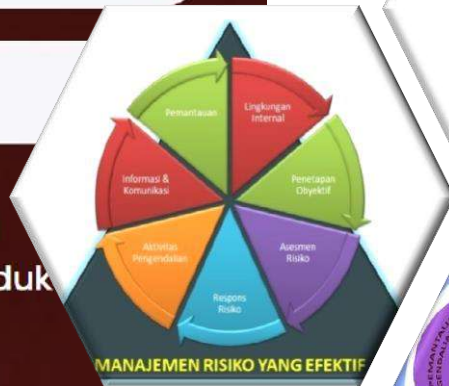 Pemantauan
Lingkungan
Internal
Informasi &
Komunikasi
Penetapan
Obyektif
Aktivitas
Pengendalian
Asesmen
Risiko
Respons
Risiko
duk
MANAJEMEN RISIKO YANG EFEKTIF